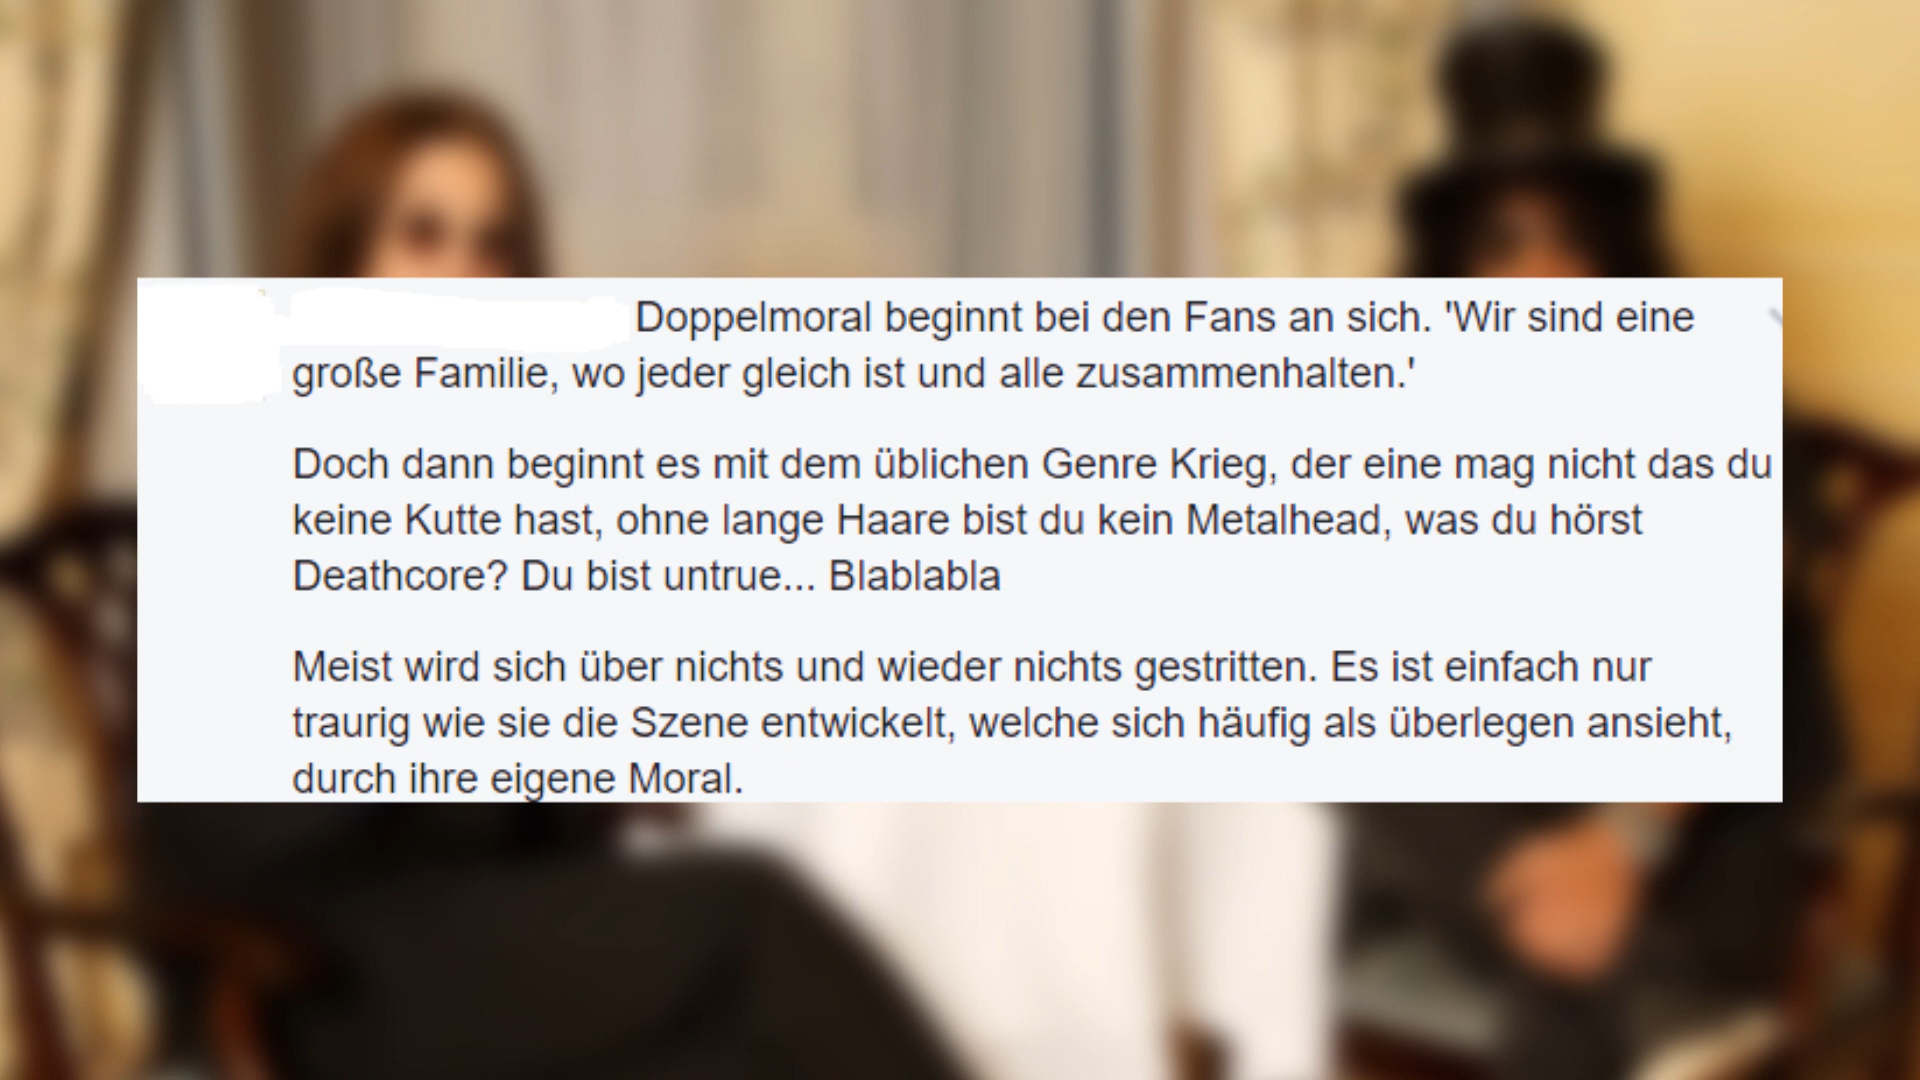 Doppelmoral beginnt bei den Fans an sich. 'Wir sind eine
große Familie, wo jeder gleich ist und alle zusammenhalten.'
Doch dann beginnt es mit dem üblichen Genre Krieg, der eine mag nicht das du
keine Kutte hast, ohne lange Haare bist du kein Metalhead, was du hörst
Deathcore? Du bist untrue... Blablabla
Meist wird sich über nichts und wieder nichts gestritten. Es ist einfach nur
traurig wie sie die Szene entwickelt, welche sich häufig als überlegen ansieht,
durch ihre eigene Moral.